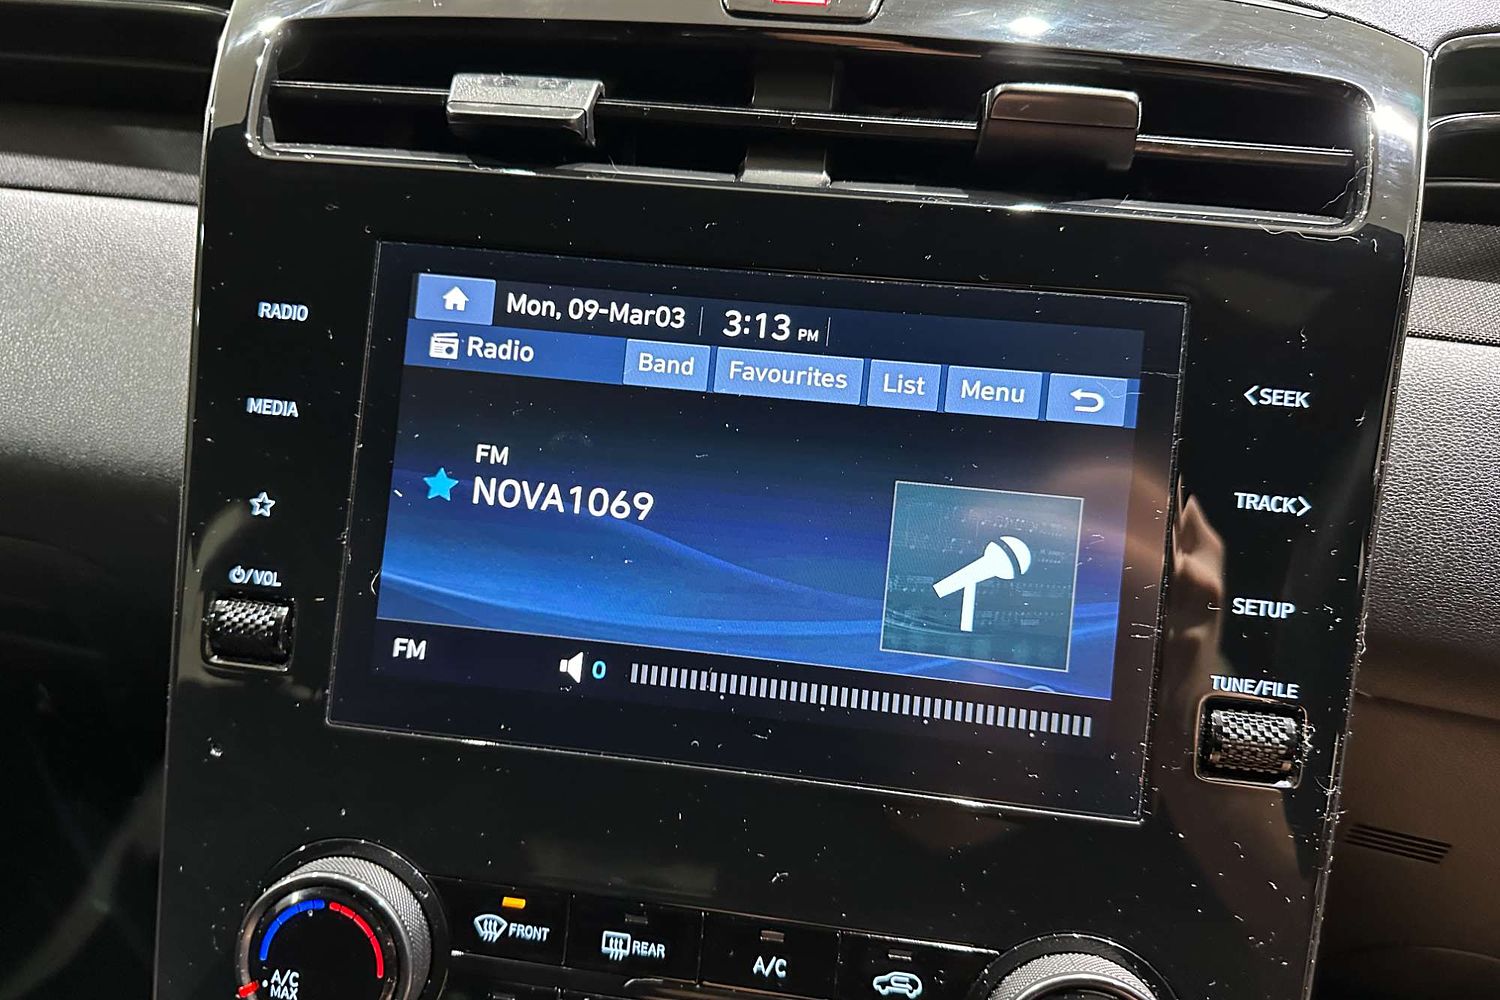 Mon, 09-Mar03 3:13 PM
Radio Band Favourites List Menu
FM
NOVA1069
FM 0
RADIO
MEDIA
⏻/VOL
<SEEK
TRACK>
SETUP
TUNE/FILE
FRONT
REAR
A/C
A/C
MAX